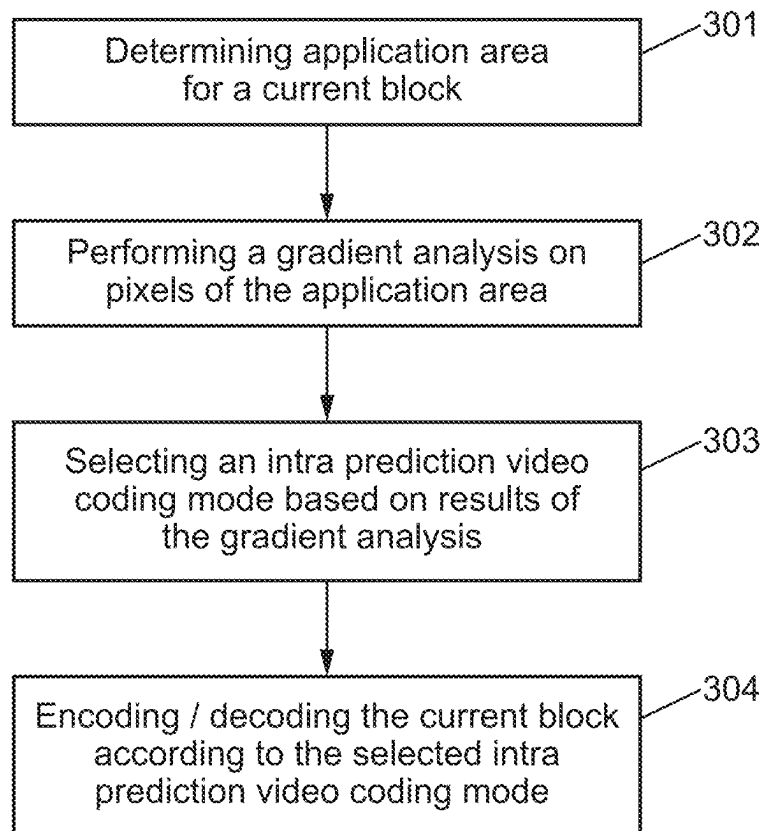 301
Determining application area
for a current block
302
Performing a gradient analysis on
pixels of the application area
303
Selecting an intra prediction video
coding mode based on results of
the gradient analysis
304
Encoding / decoding the current block
according to the selected intra
prediction video coding mode